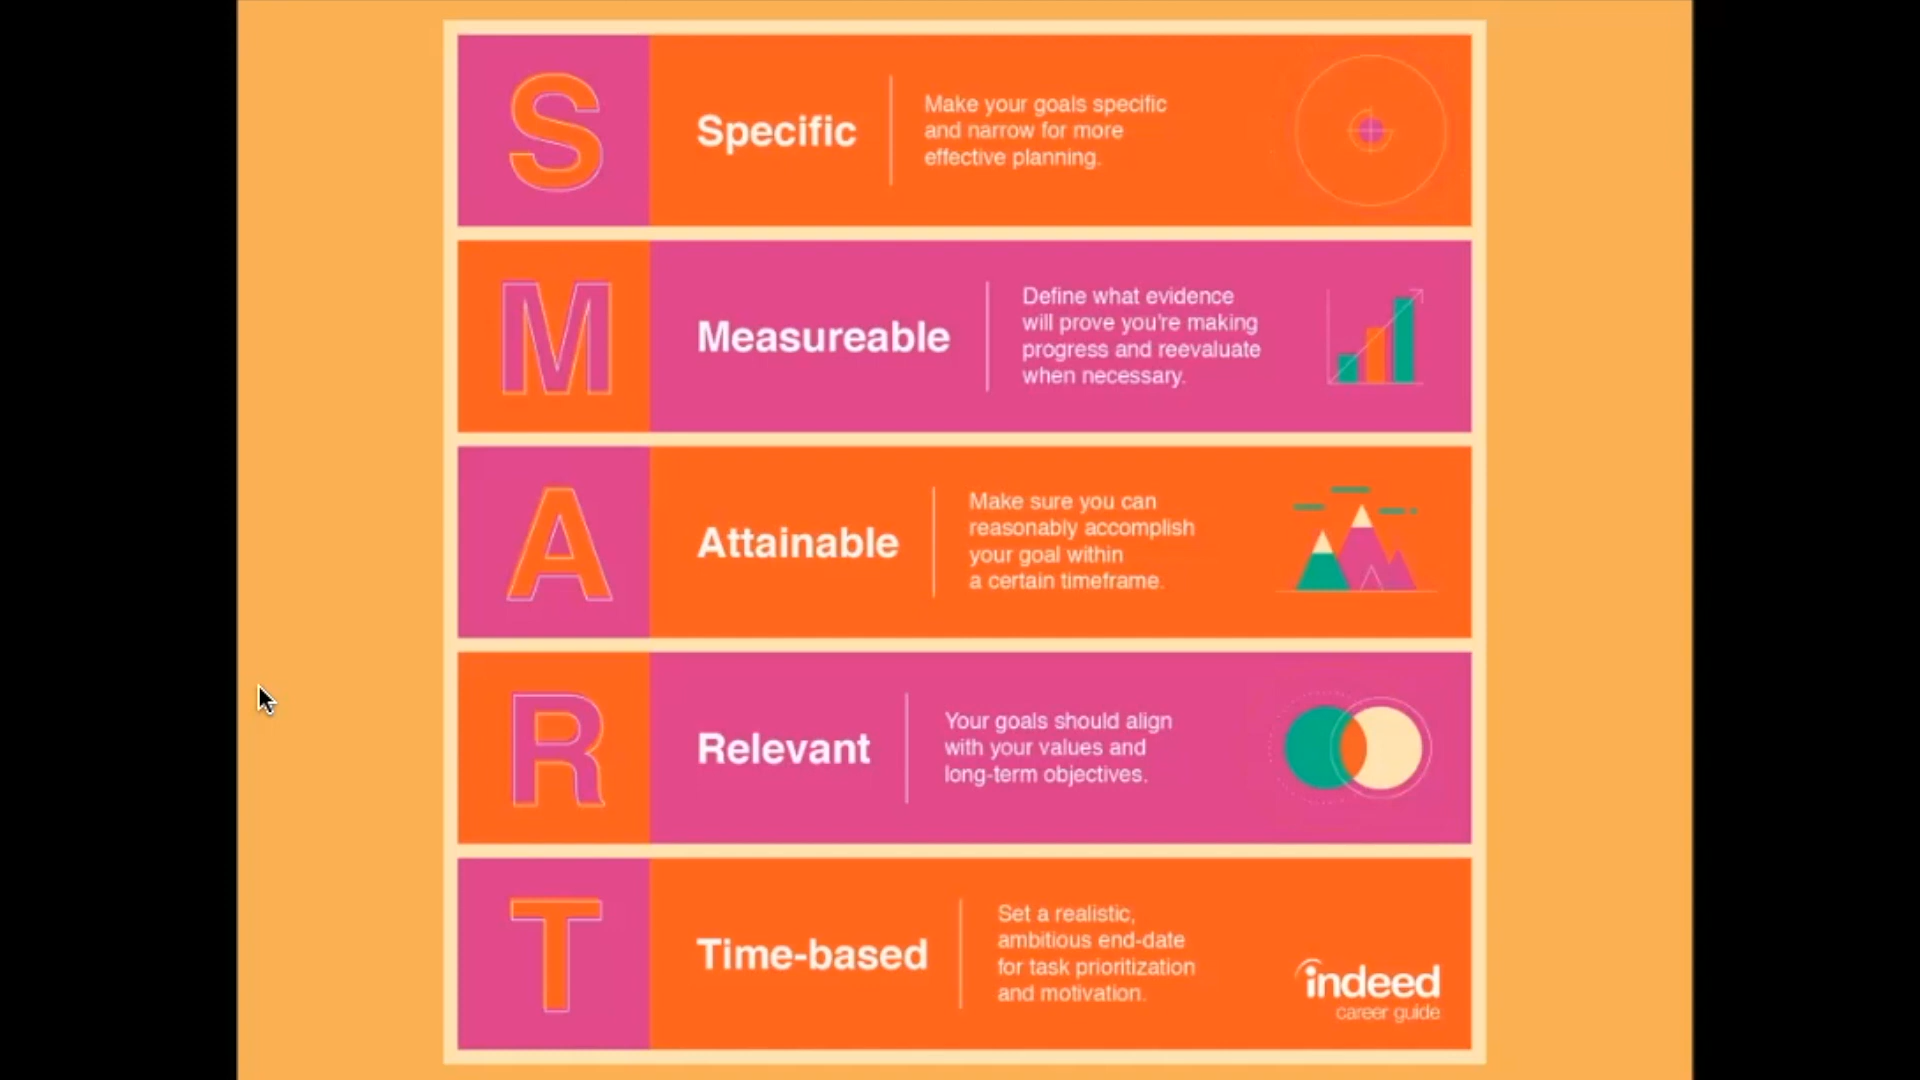 S
Specific
Make your goals specific
and narrow for more
effective planning.
M
Measureable
Define what evidence
will prove you're making
progress and reevaluate
when necessary.
A
Attainable
Make sure you can
reasonably accomplish
your goal within
a certain timeframe.
R
Relevant
Your goals should align
with your values and
long-term objectives.
T
Time-based
Set a realistic,
ambitious end-date
for task prioritization
and motivation.
indeed
career guide